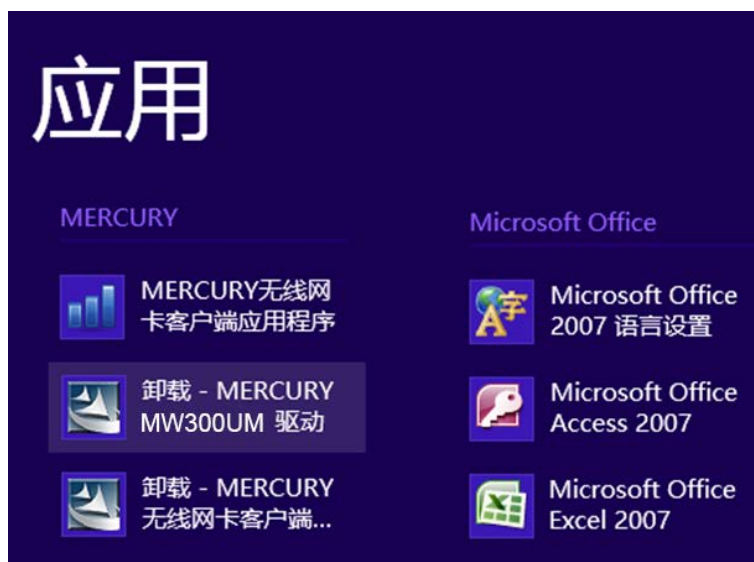 应用
MERCURY
MERCURY无线网
卡客户端应用程序
卸载 - MERCURY
MW300UM 驱动
卸载 - MERCURY
无线网卡客户端...
Microsoft Office
Microsoft Office
2007 语言设置
Microsoft Office
Access 2007
Microsoft Office
Excel 2007